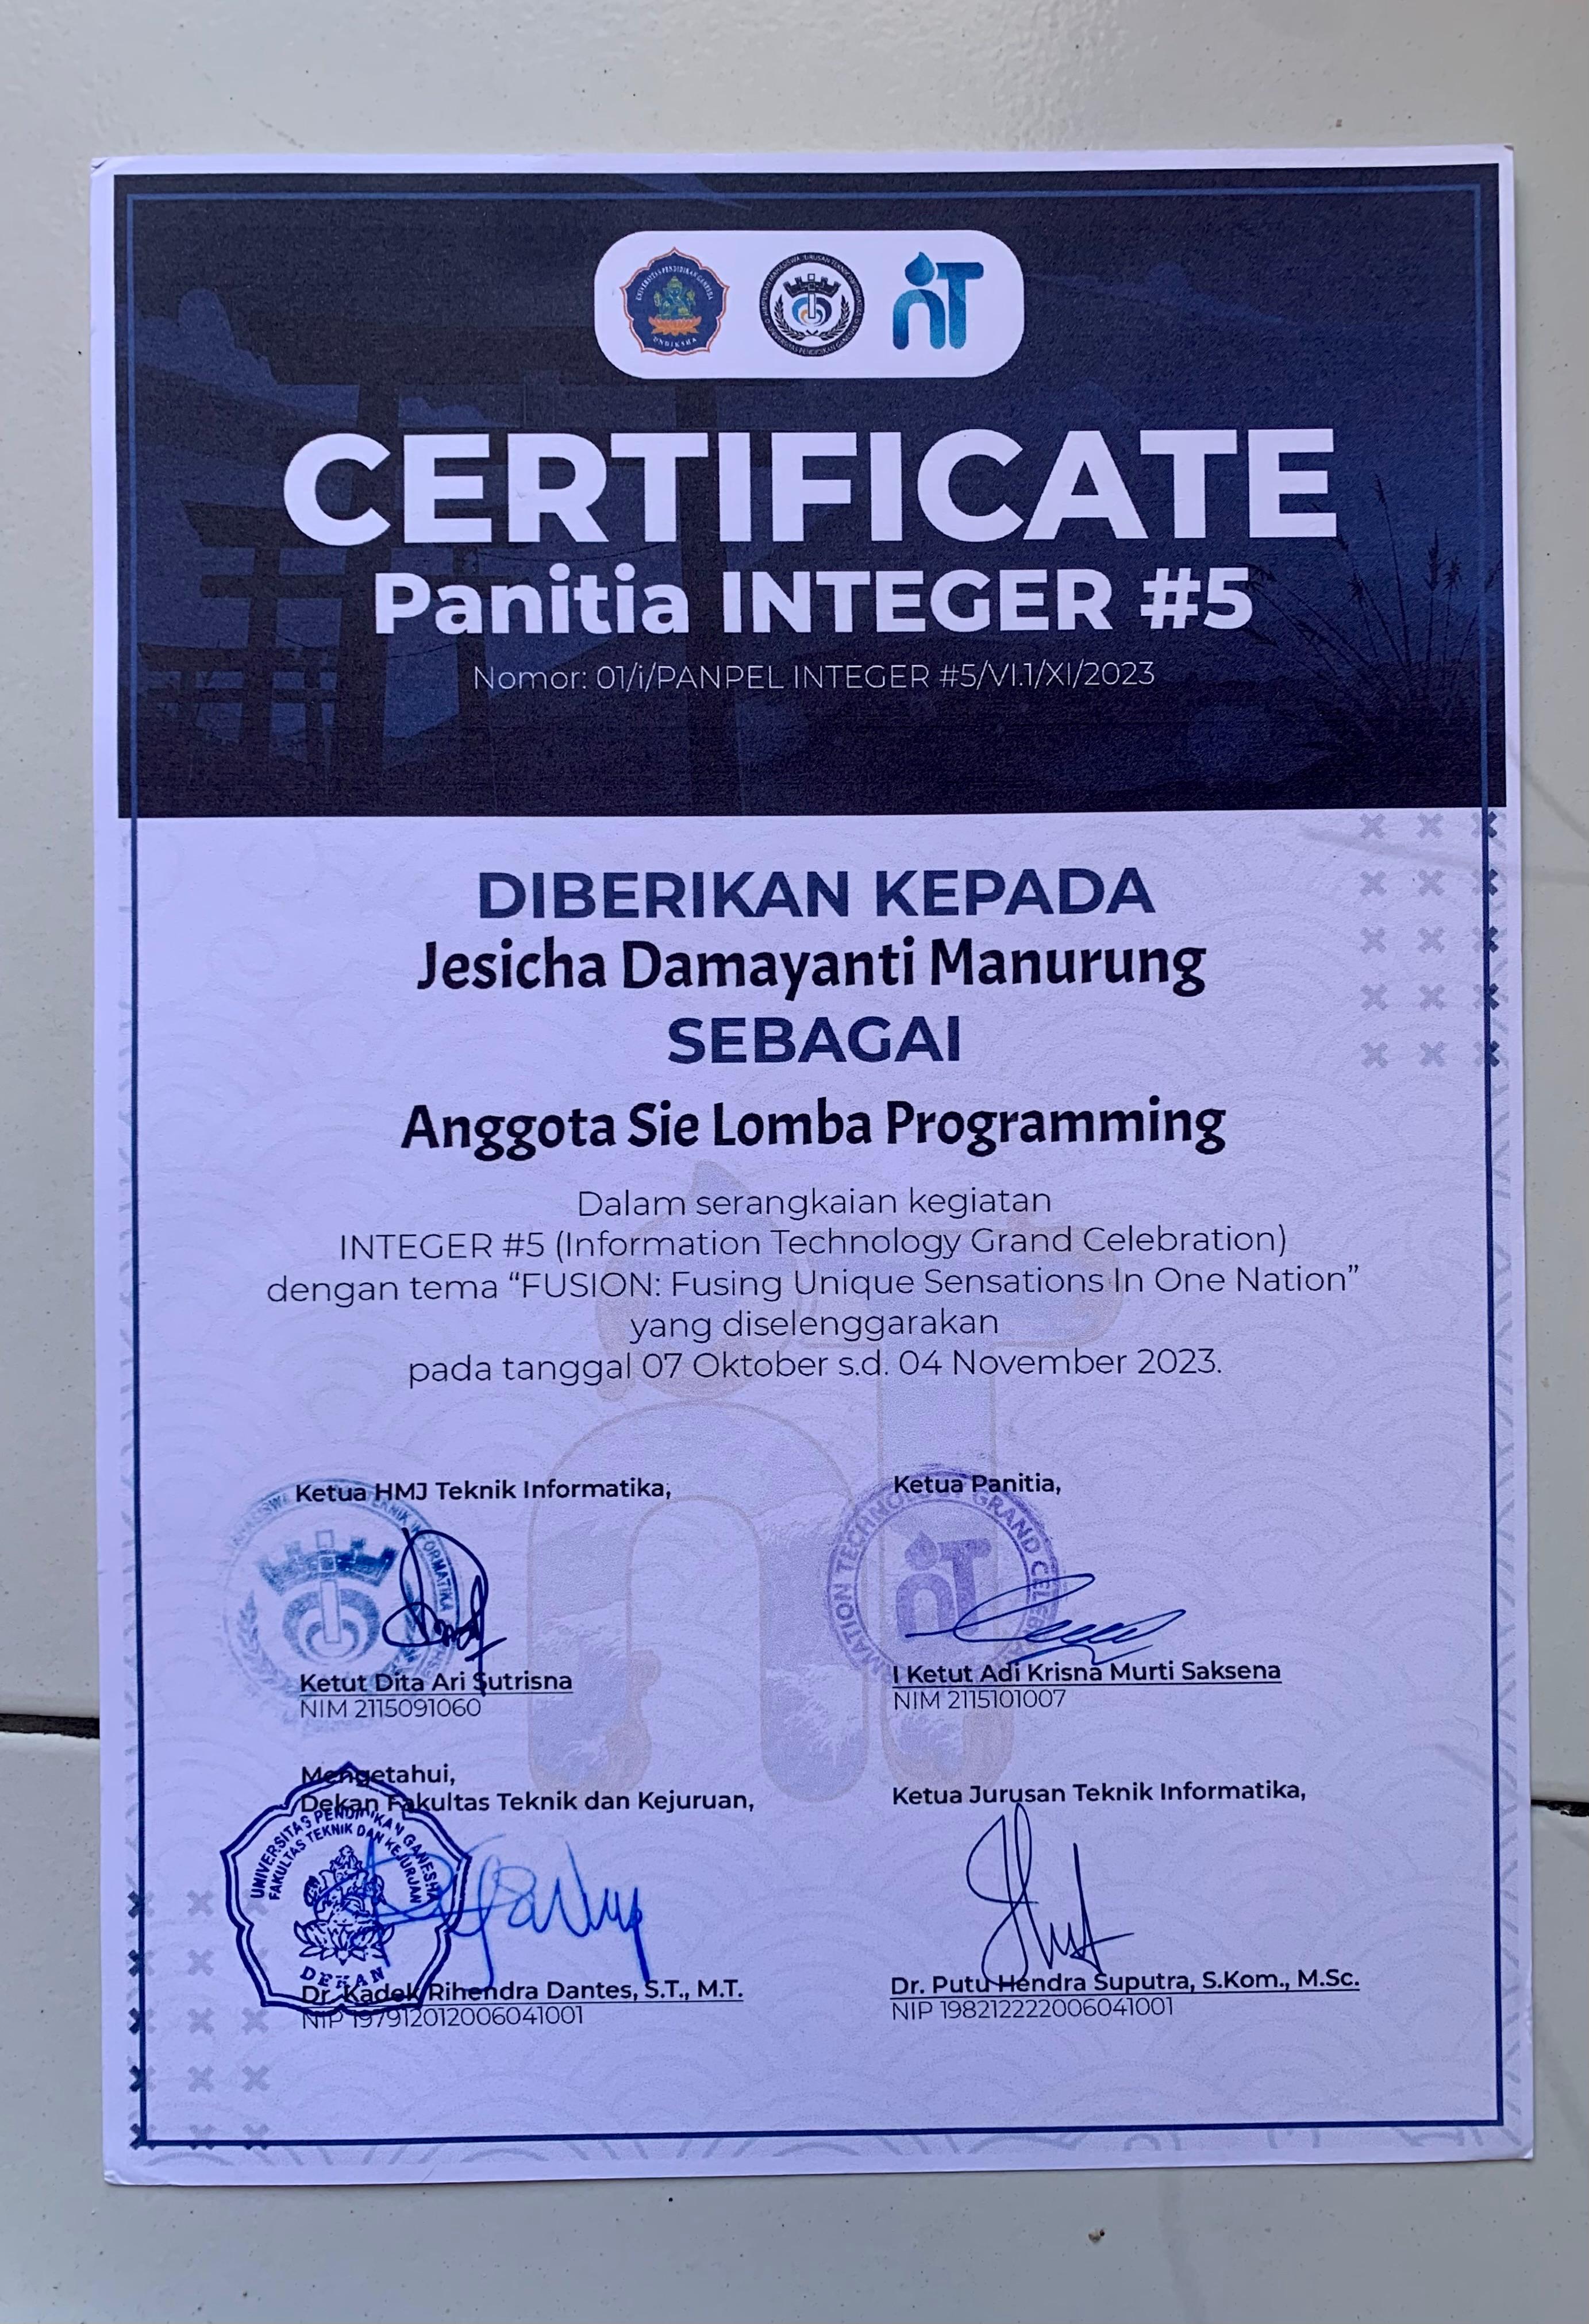 UNIVERSITAS PENDIDIKAN GANESHA
UNDIKSHA
CERTIFICATE
Panitia INTEGER #5
Nomor: 01/i/PANPEL INTEGER #5/VI.1/XI/2023
DIBERIKAN KEPADA
Jesicha Damayanti Manurung
SEBAGAI
Anggota Sie Lomba Programming
Dalam serangkaian kegiatan
INTEGER #5 (Information Technology Grand Celebration)
dengan tema “FUSION: Fusing Unique Sensations In One Nation”
yang diselenggarakan
pada tanggal 07 Oktober s.d. 04 November 2023.
Ketua HMJ Teknik Informatika,
Ketut Dita Ari Sutrisna
NIM 2115091060
Ketua Panitia,
I Ketut Adi Krisna Murti Saksena
NIM 2115101007
Mengetahui,
Dekan Fakultas Teknik dan Kejuruan,
UNIVERSITAS PENDIDIKAN GANESHA
FAKULTAS TEKNIK DAN KEJURUAN
DEKAN
Dr. Kadek Rihendra Dantes, S.T., M.T.
NIP 197912012006041001
Ketua Jurusan Teknik Informatika,
Dr. Putu Hendra Suputra, S.Kom., M.Sc.
NIP 198212222006041001